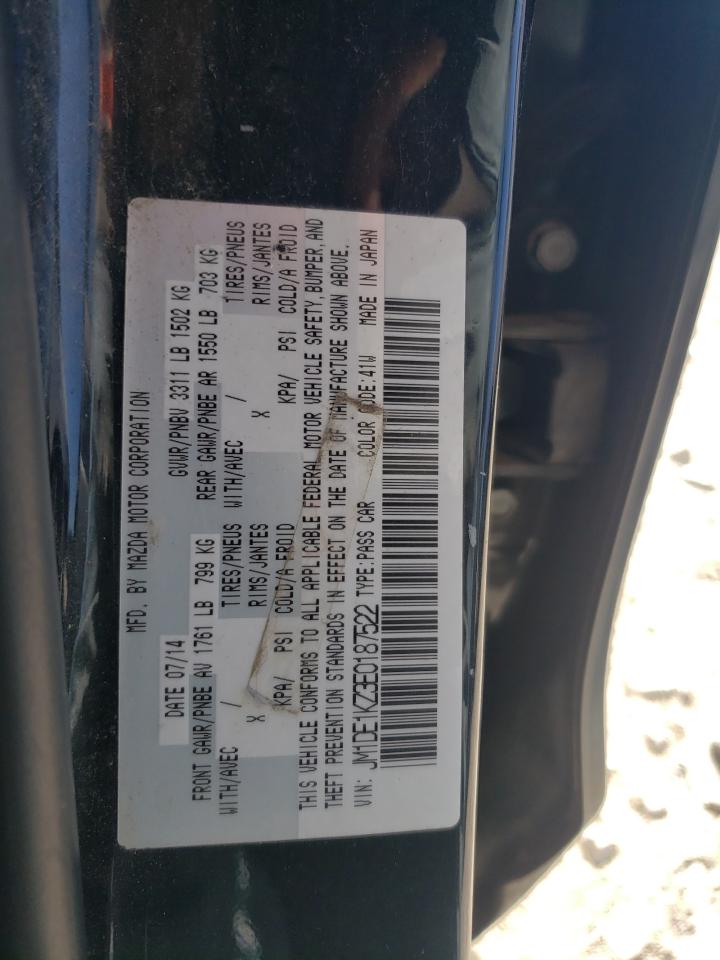 MFD. BY MAZDA MOTOR CORPORATION
DATE 07/14 GVWR/PNBV 3311 LB 1502 KG
FRONT GAWR/PNBE AV 1761 LB 799 KG REAR GAWR/PNBE AR 1550 LB 703 KG
WITH/AVEC / TIRES/PNEUS WITH/AVEC / TIRES/PNEUS
X RIMS/JANTES X RIMS/JANTES
KPA/ PSI COLD/A FROID KPA/ PSI COLD/A FROID
THIS VEHICLE CONFORMS TO ALL APPLICABLE FEDERAL MOTOR VEHICLE SAFETY, BUMPER, AND
THEFT PREVENTION STANDARDS IN EFFECT ON THE DATE OF MANUFACTURE SHOWN ABOVE.
VIN: JM1DE1KZ3E0187522 TYPE:PASS CAR COLOR CODE:41W MADE IN JAPAN